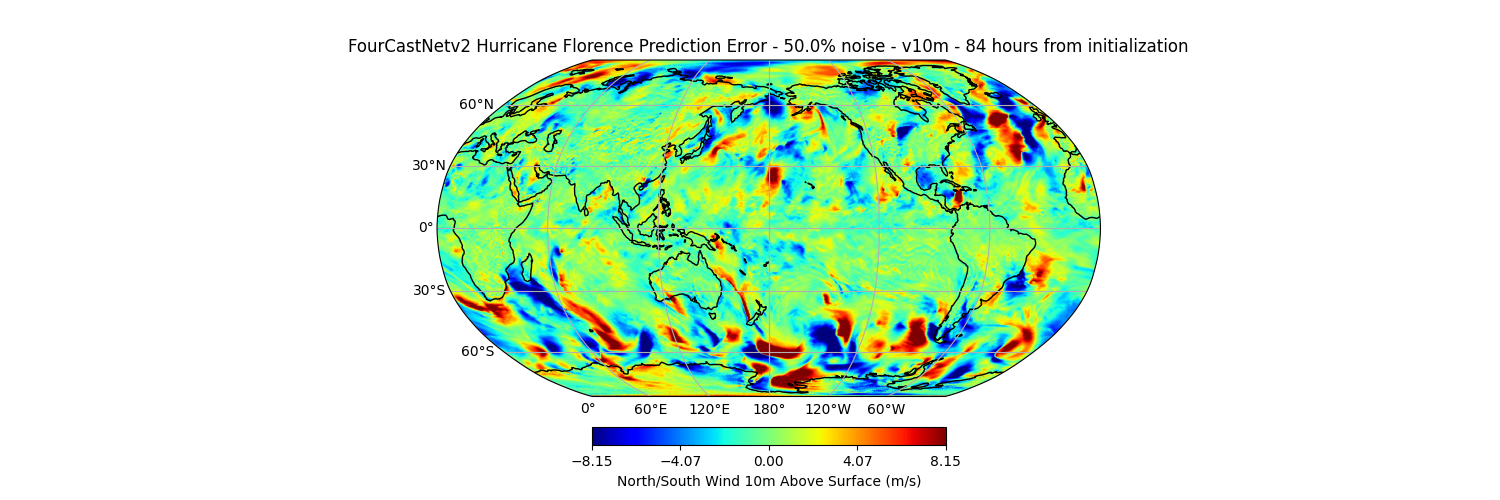 FourCastNetv2 Hurricane Florence Prediction Error - 50.0% noise - v10m - 84 hours from initialization
60°N
30°N
0°
30°S
60°S
0° 60°E 120°E 180° 120°W 60°W
−8.15 −4.07 0.00 4.07 8.15
North/South Wind 10m Above Surface (m/s)